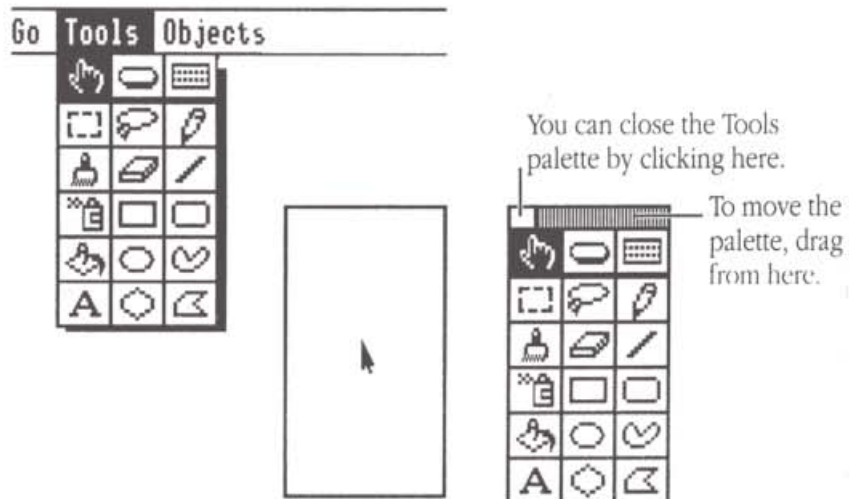 Go Tools Objects
You can close the Tools
palette by clicking here.
To move the
palette, drag
from here.
A
A